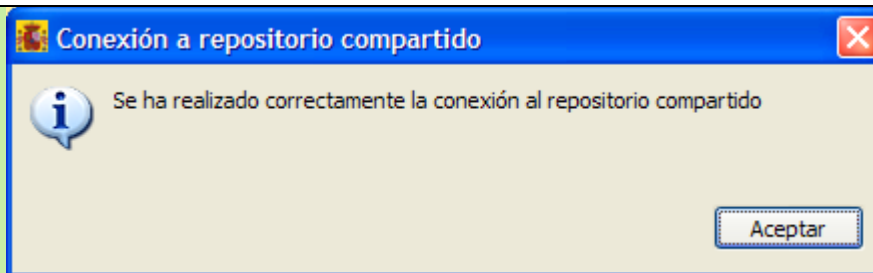 Conexión a repositorio compartido
Se ha realizado correctamente la conexión al repositorio compartido
Aceptar